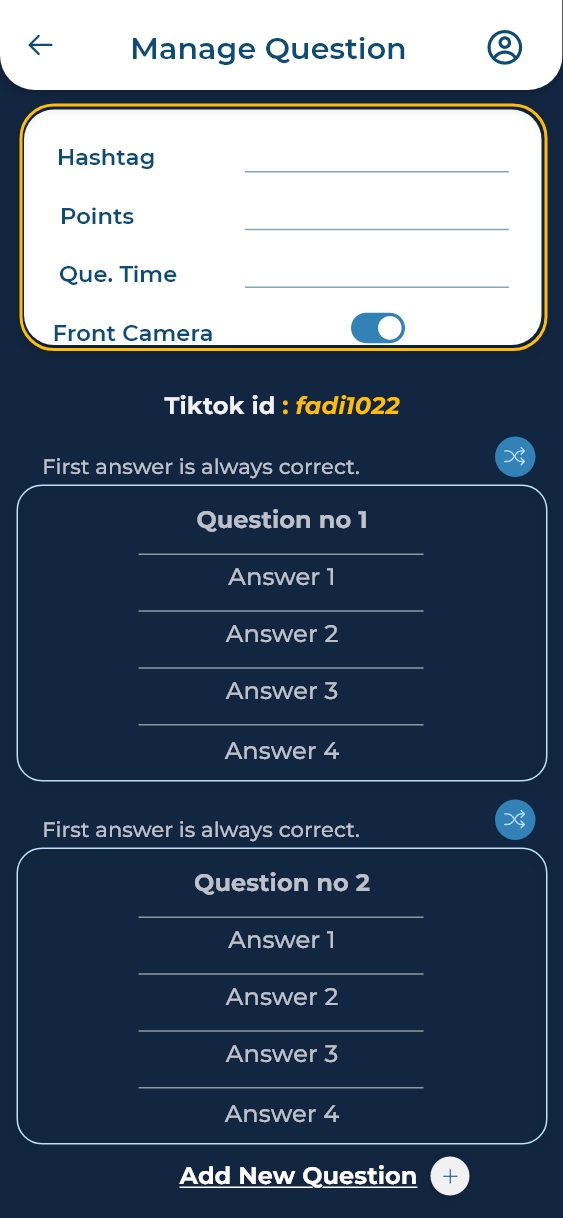 Manage Question
Hashtag
Points
Que. Time
Front Camera
Tiktok id : fadi1022
First answer is always correct.
Question no 1
Answer 1
Answer 2
Answer 3
Answer 4
First answer is always correct.
Question no 2
Answer 1
Answer 2
Answer 3
Answer 4
Add New Question